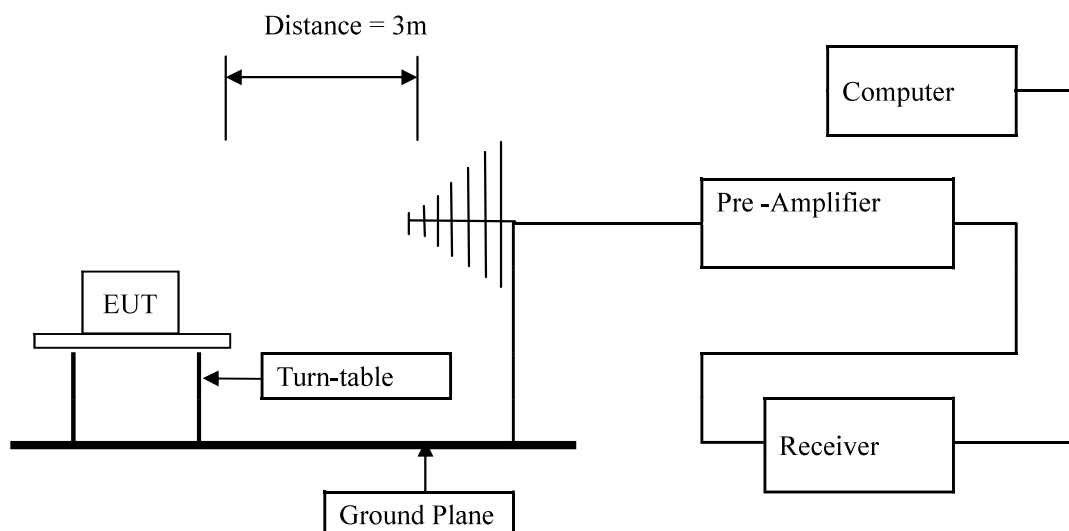 Distance = 3m
Computer
Pre -Amplifier
EUT
Turn-table
Receiver
Ground Plane